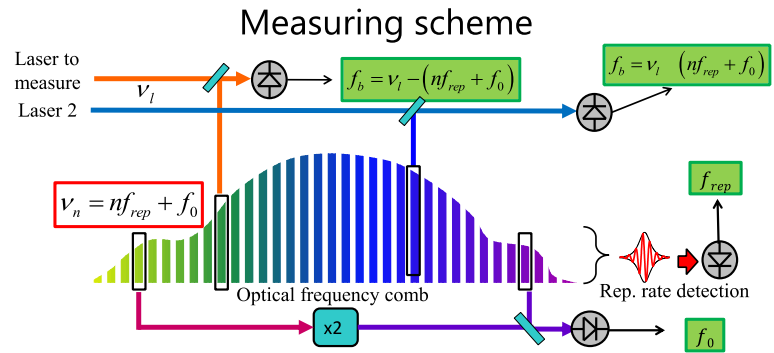 Measuring scheme
Laser to
measure
ν_l
f_b = ν_l − (nf_rep + f_0)
f_b = ν_l  (nf_rep + f_0)
Laser 2
ν_n = nf_rep + f_0
f_rep
Optical frequency comb
Rep. rate detection
x2
f_0